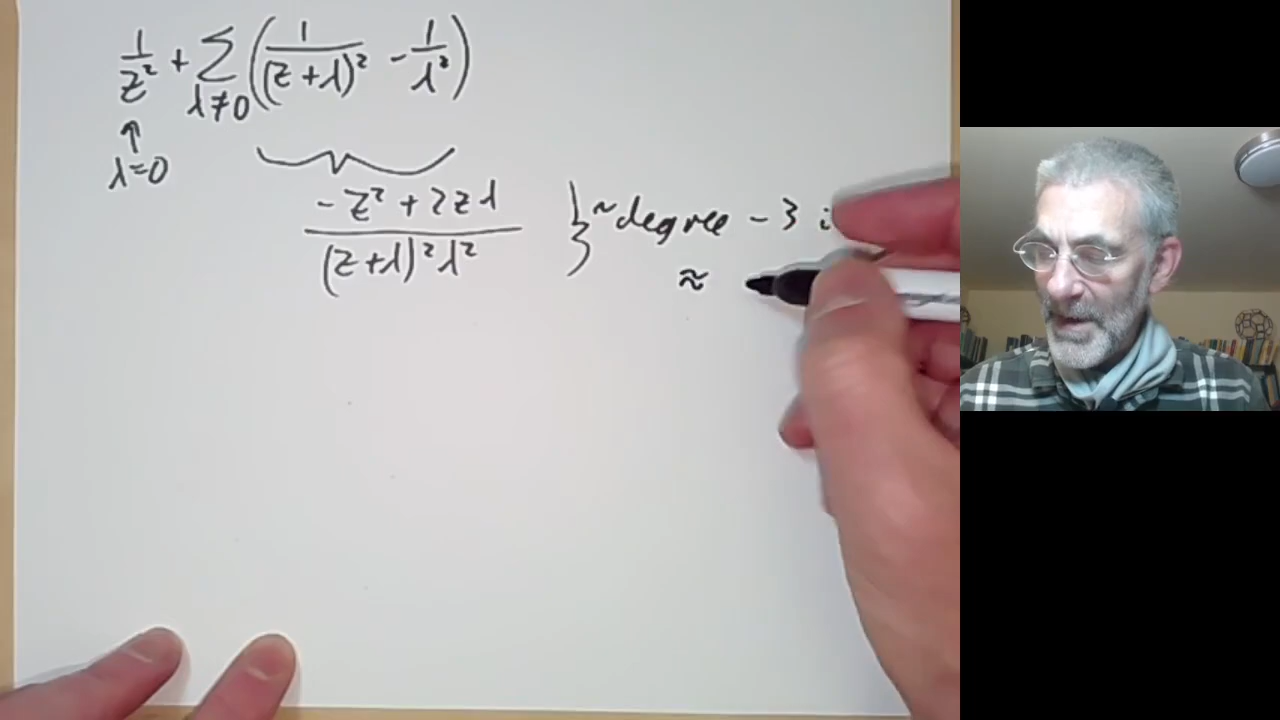 1/z² + Σ_{λ≠0} (1/(z+λ)² - 1/λ²)
↑
λ=0
-z² + 2zλ / (z+λ)²λ² } ~degree -3 i
≈